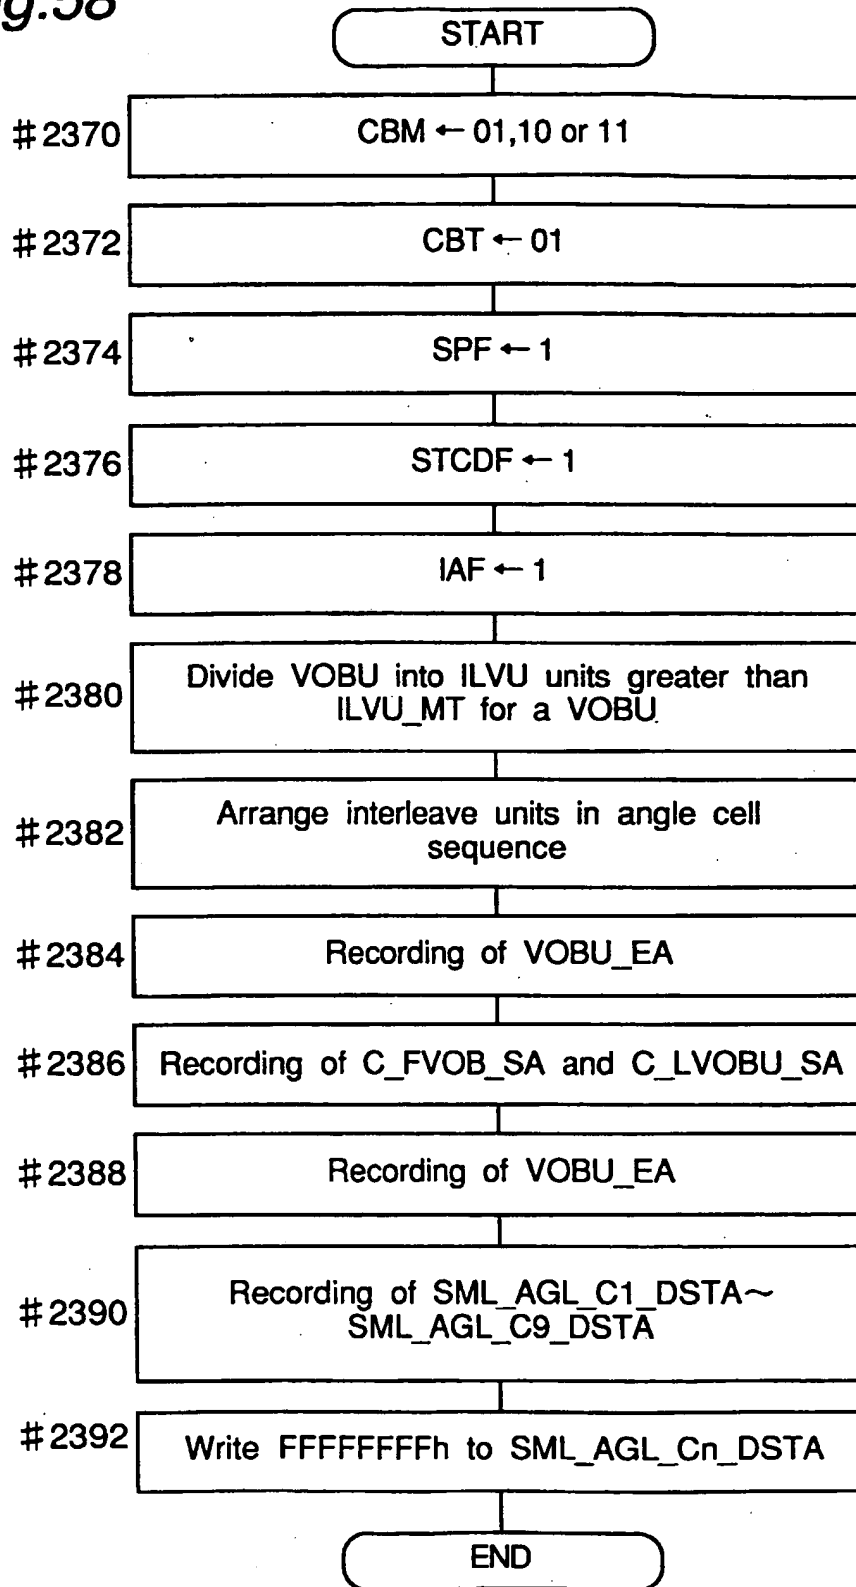 g.58
START
#2370
CBM ← 01,10 or 11
#2372
CBT ← 01
#2374
SPF ← 1
#2376
STCDF ← 1
#2378
IAF ← 1
#2380
Divide VOBU into ILVU units greater than
ILVU_MT for a VOBU
#2382
Arrange interleave units in angle cell
sequence
#2384
Recording of VOBU_EA
#2386
Recording of C_FVOB_SA and C_LVOBU_SA
#2388
Recording of VOBU_EA
#2390
Recording of SML_AGL_C1_DSTA~
SML_AGL_C9_DSTA
#2392
Write FFFFFFFFh to SML_AGL_Cn_DSTA
END